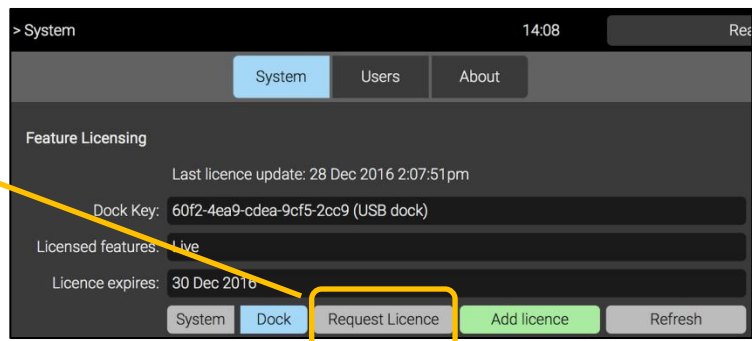 > System 14:08 Rea
System Users About
Feature Licensing
Last licence update: 28 Dec 2016 2:07:51pm
Dock Key: 60f2-4ea9-cdea-9cf5-2cc9 (USB dock)
Licensed features: Live
Licence expires: 30 Dec 2016
System Dock Request Licence Add licence Refresh